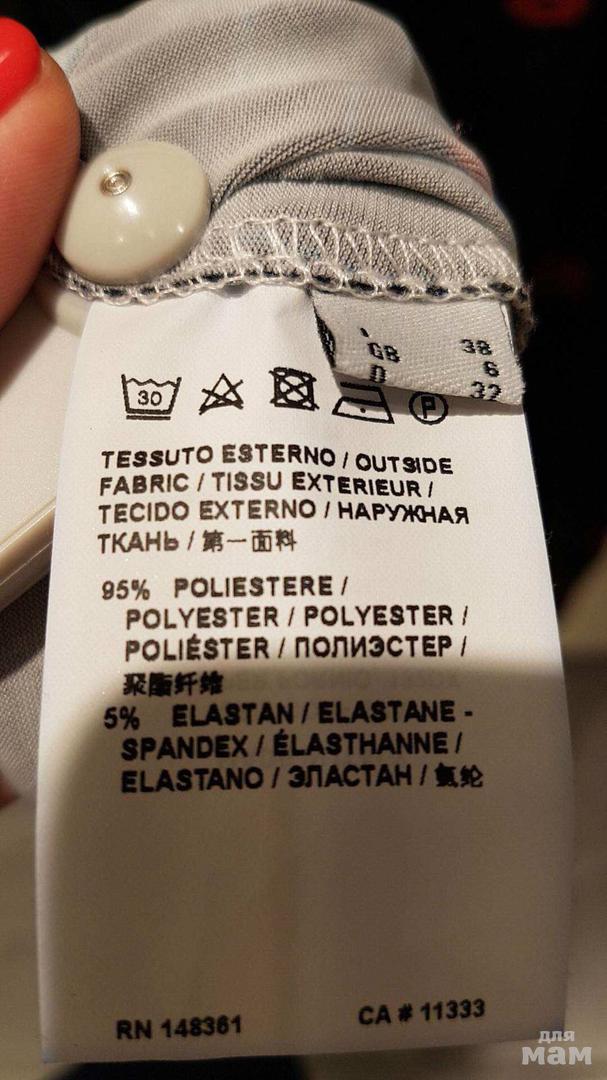 GB 38
D 6
32
30
P
TESSUTO ESTERNO / OUTSIDE
FABRIC / TISSU EXTERIEUR /
TECIDO EXTERNO / НАРУЖНАЯ
ТКАНЬ / 第一面料
95% POLIESTERE /
POLYESTER / POLYESTER /
POLIÉSTER / ПОЛИЭСТЕР /
聚酯纤维
5% ELASTAN / ELASTANE -
SPANDEX / ÉLASTHANNE /
ELASTANO / ЭЛАСТАН / 氨纶
RN 148361
CA # 11333
для
мам